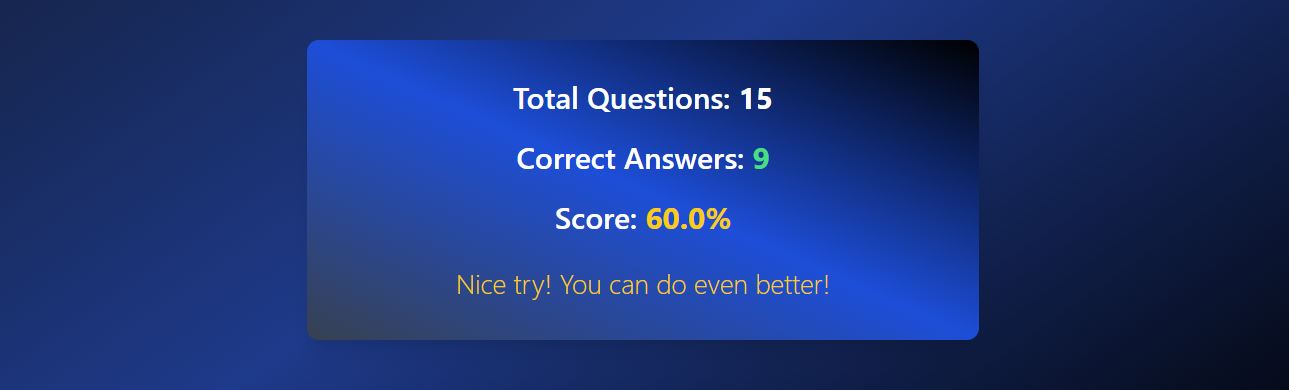 Total Questions: 15
Correct Answers: 9
Score: 60.0%
Nice try! You can do even better!